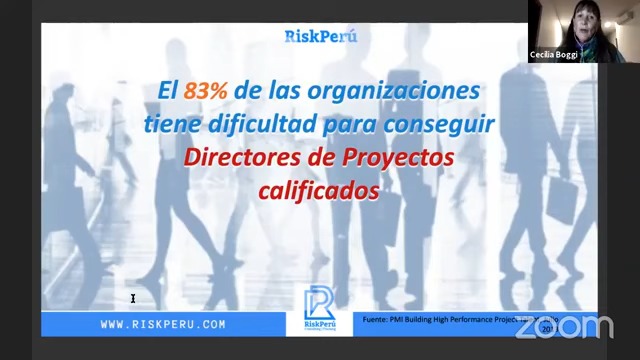 RiskPerú
Cecilia Boggi
El 83% de las organizaciones
tiene dificultad para conseguir
Directores de Proyectos
calificados
RiskPerú
WWW.RISKPERU.COM
Fuente: PMI Building High Performance Project
zoom